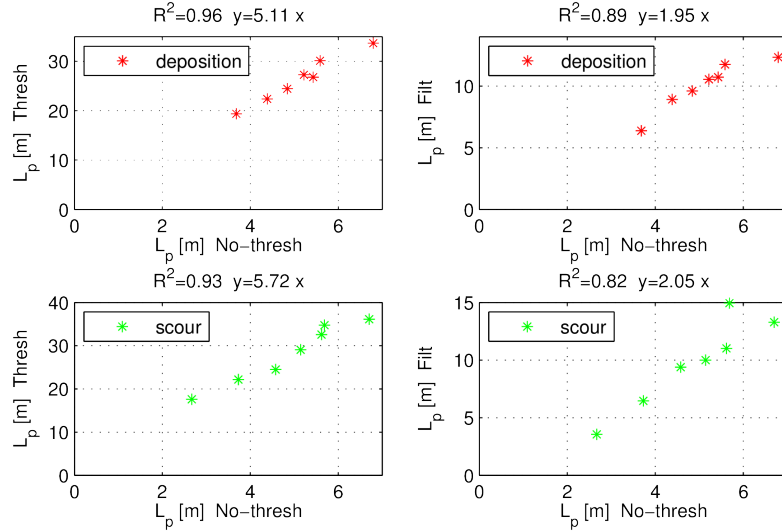 R²=0.96 y=5.11 x
30
20
10
0
0 2 4 6
L_p [m] Thresh
L_p [m] No-thresh
deposition
R²=0.89 y=1.95 x
10
5
0
0 2 4 6
L_p [m] Filt
L_p [m] No-thresh
deposition
R²=0.93 y=5.72 x
40
30
20
10
0
0 2 4 6
L_p [m] Thresh
L_p [m] No-thresh
scour
R²=0.82 y=2.05 x
15
10
5
0
0 2 4 6
L_p [m] Filt
L_p [m] No-thresh
scour